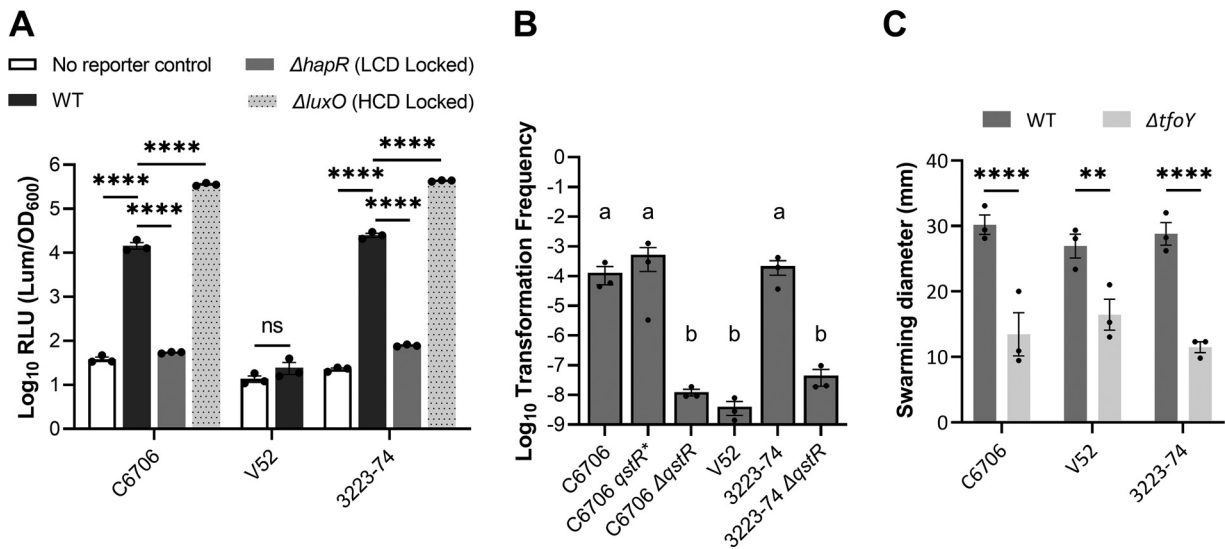 A
No reporter control
ΔhapR (LCD Locked)
WT
ΔluxO (HCD Locked)
Log10 RLU (Lum/OD600)
6
5
4
3
2
1
0
****
****
****
ns
****
****
****
C6706
V52
3223-74
B
Log10 Transformation Frequency
0
-1
-2
-3
-4
-5
-6
-7
-8
-9
a
a
b
b
a
b
C6706
C6706 qstR*
C6706 ΔqstR
V52
3223-74
3223-74 ΔqstR
C
WT
ΔtfoY
Swarming diameter (mm)
40
30
20
10
0
****
**
****
C6706
V52
3223-74